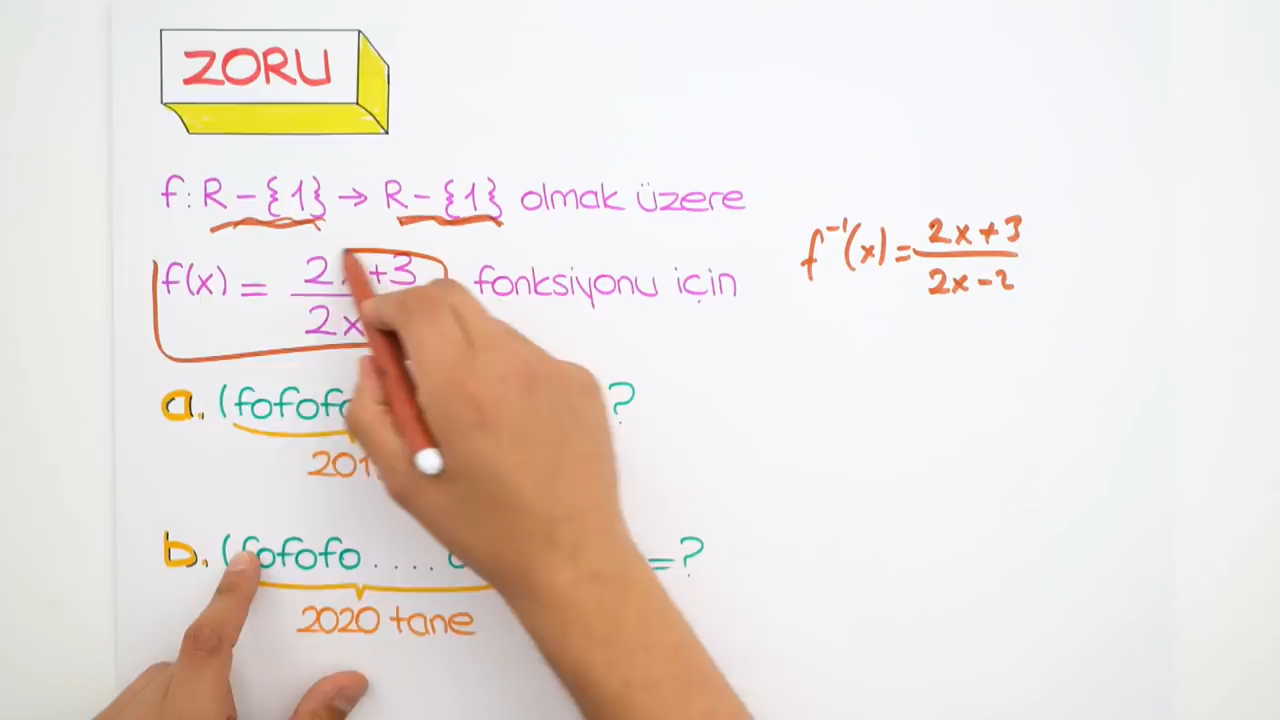 ZORU
f: R - {1} → R - {1} olmak üzere
f(x) = 2x+3 fonksiyonu için
2x
f⁻¹(x) = 2x+3
2x-2
a. (fofofo ?
201
b. (fofofo .... o =?
2020 tane